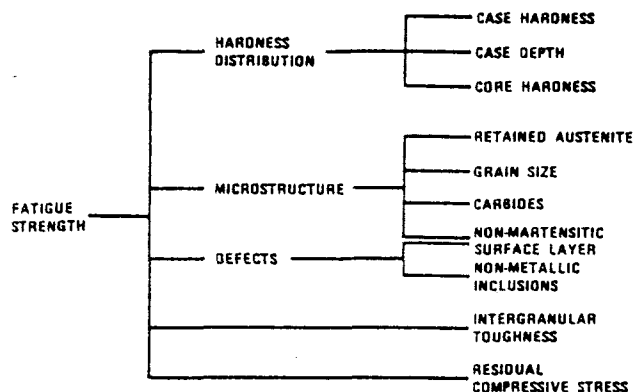 CASE HARDNESS
HARDNESS
DISTRIBUTION
CASE DEPTH
CORE HARDNESS
RETAINED AUSTENITE
GRAIN SIZE
MICROSTRUCTURE
CARBIDES
FATIGUE
STRENGTH
NON-MARTENSITIC
SURFACE LAYER
DEFECTS
NON-METALLIC
INCLUSIONS
INTERGRANULAR
TOUGHNESS
RESIDUAL
COMPRESSIVE STRESS